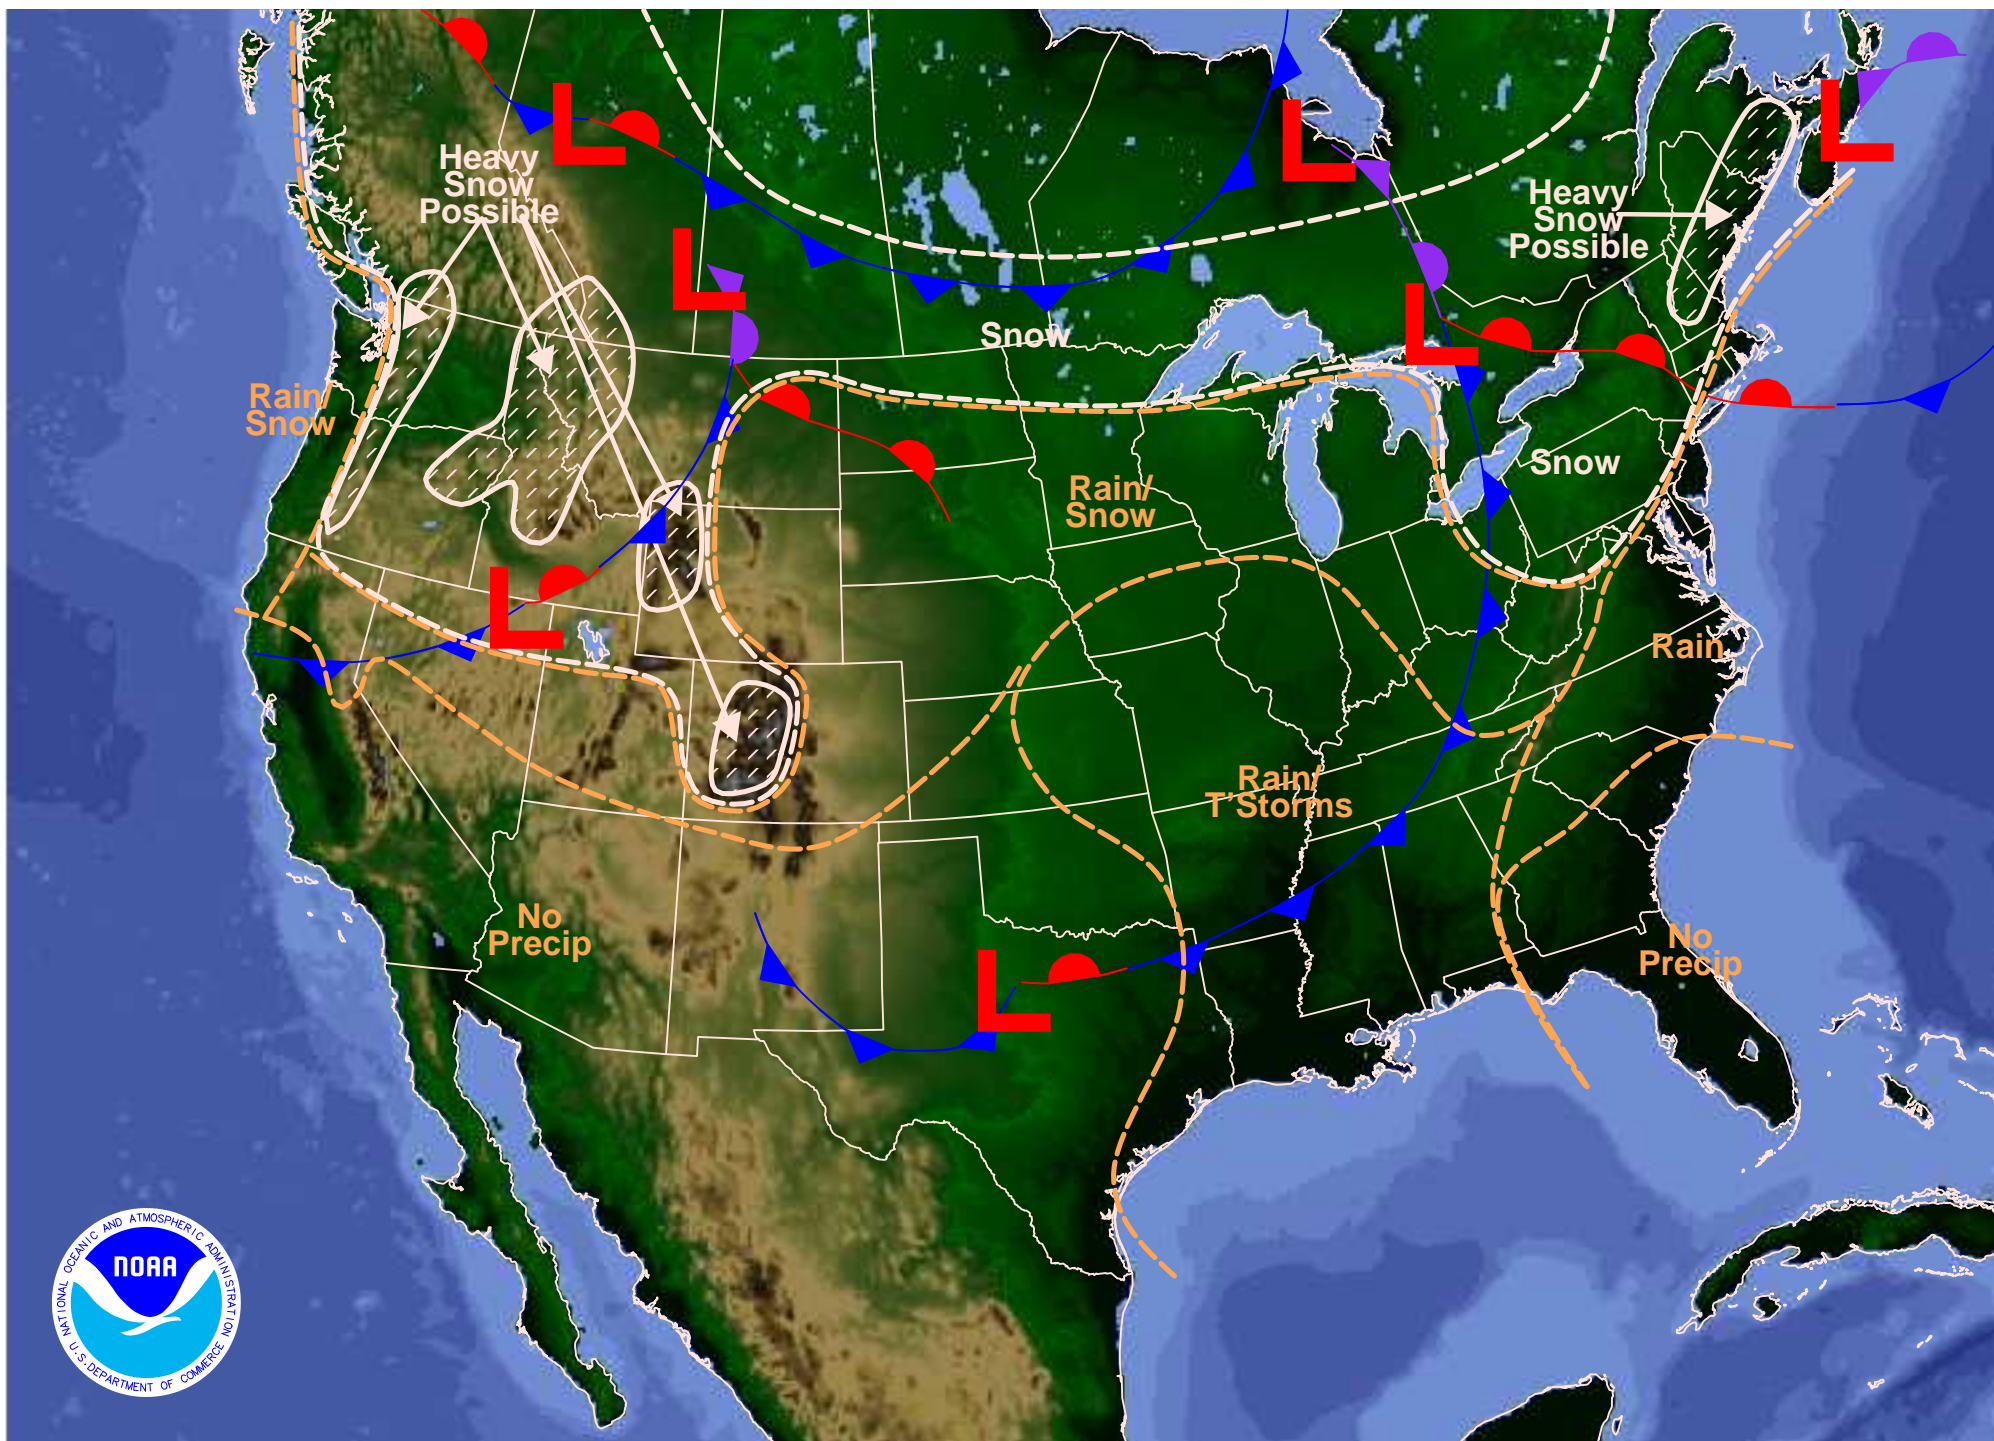 Heavy
Snow
Possible
Heavy
Snow
Possible
Snow
Rain/
Snow
Snow
Rain/
Snow
Rain
Rain/
T'Storms
No
Precip
No
Precip
L
L
L
L
L
L
L
NATIONAL OCEANIC AND ATMOSPHERIC ADMINISTRATION
NOAA
U.S. DEPARTMENT OF COMMERCE